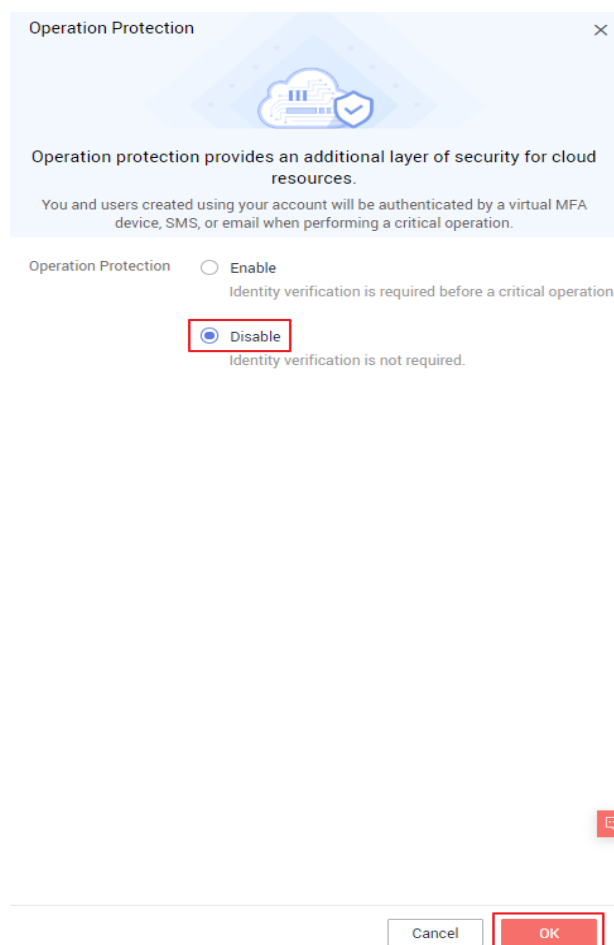 Operation Protection
Operation protection provides an additional layer of security for cloud
resources.
You and users created using your account will be authenticated by a virtual MFA
device, SMS, or email when performing a critical operation.
Operation Protection
Enable
Identity verification is required before a critical operation
Disable
Identity verification is not required.
Cancel
OK